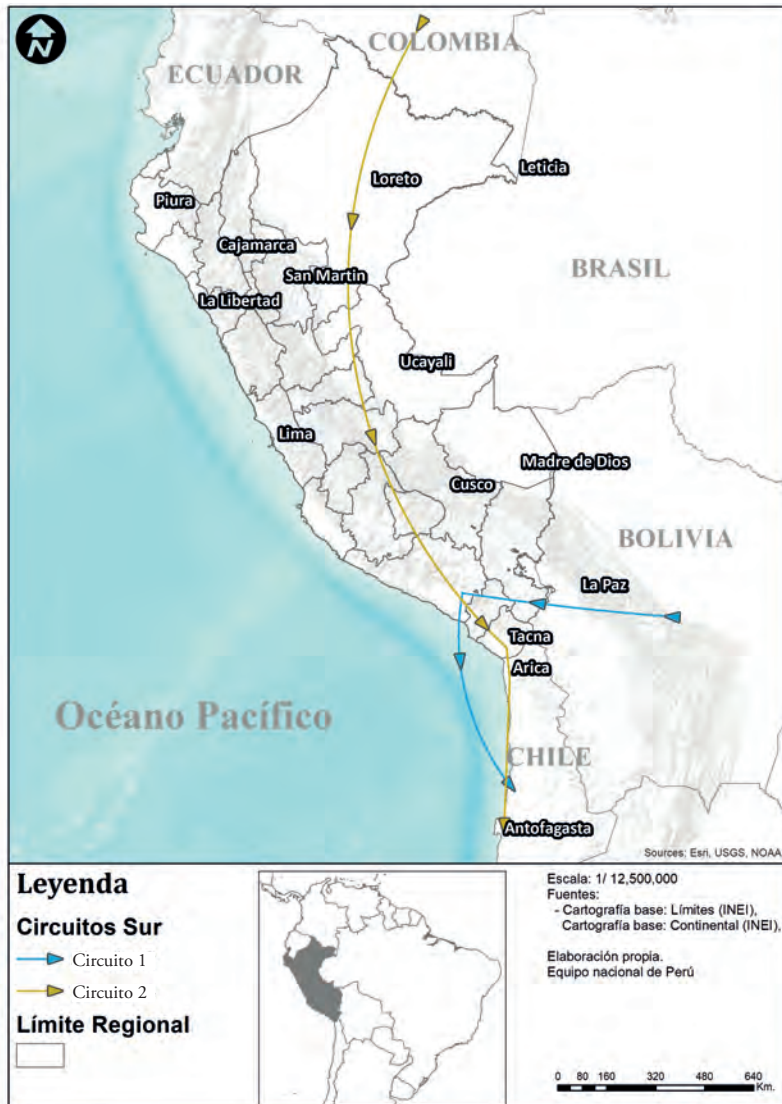 N
COLOMBIA
ECUADOR
Leticia
Loreto
Piura
Cajamarca
BRASIL
San Martin
La Libertad
Ucayali
Lima
Madre de Dios
Cusco
BOLIVIA
La Paz
Tacna
Arica
Océano Pacífico
CHILE
Antofagasta
Sources: Esri, USGS, NOAA
Leyenda
Circuitos Sur
Circuito 1
Circuito 2
Límite Regional
Escala: 1/ 12,500,000
Fuentes:
- Cartografía base: Límites (INEI),
Cartografía base: Continental (INEI),
Elaboración propia.
Equipo nacional de Perú
0 80 160 320 480 640
Km.